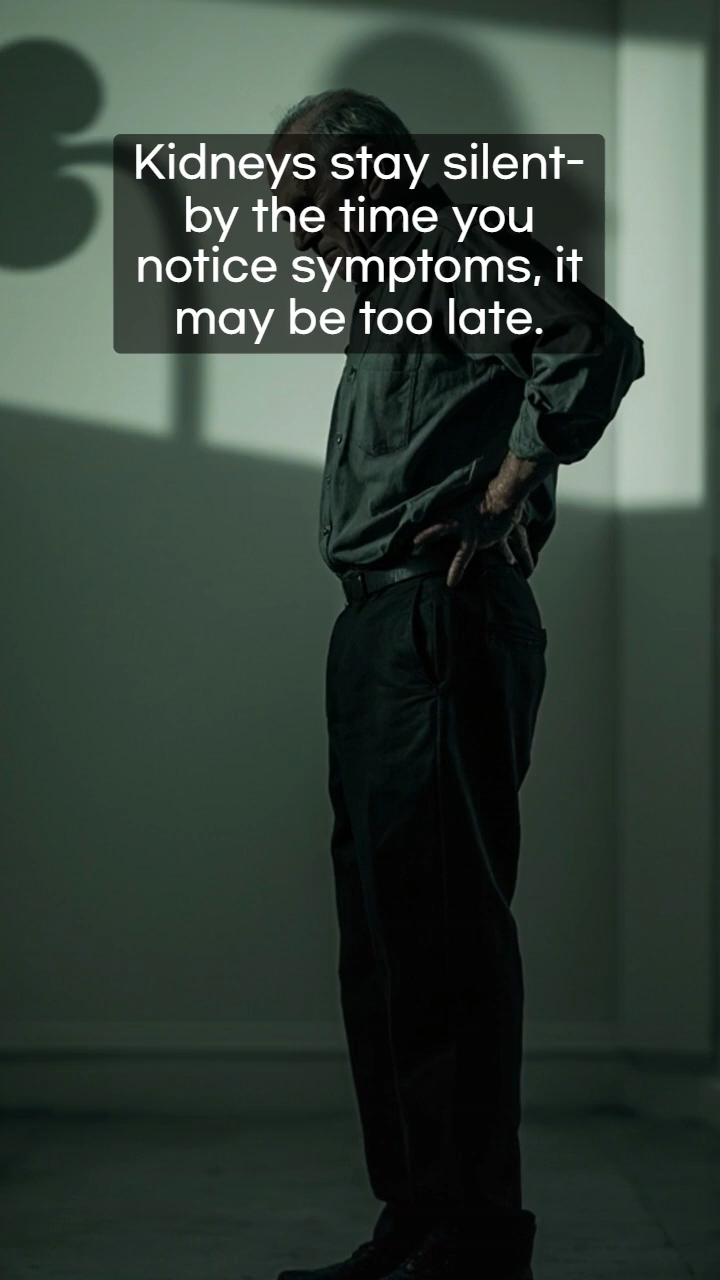 Kidneys stay silent-
by the time you
notice symptoms, it
may be too late.